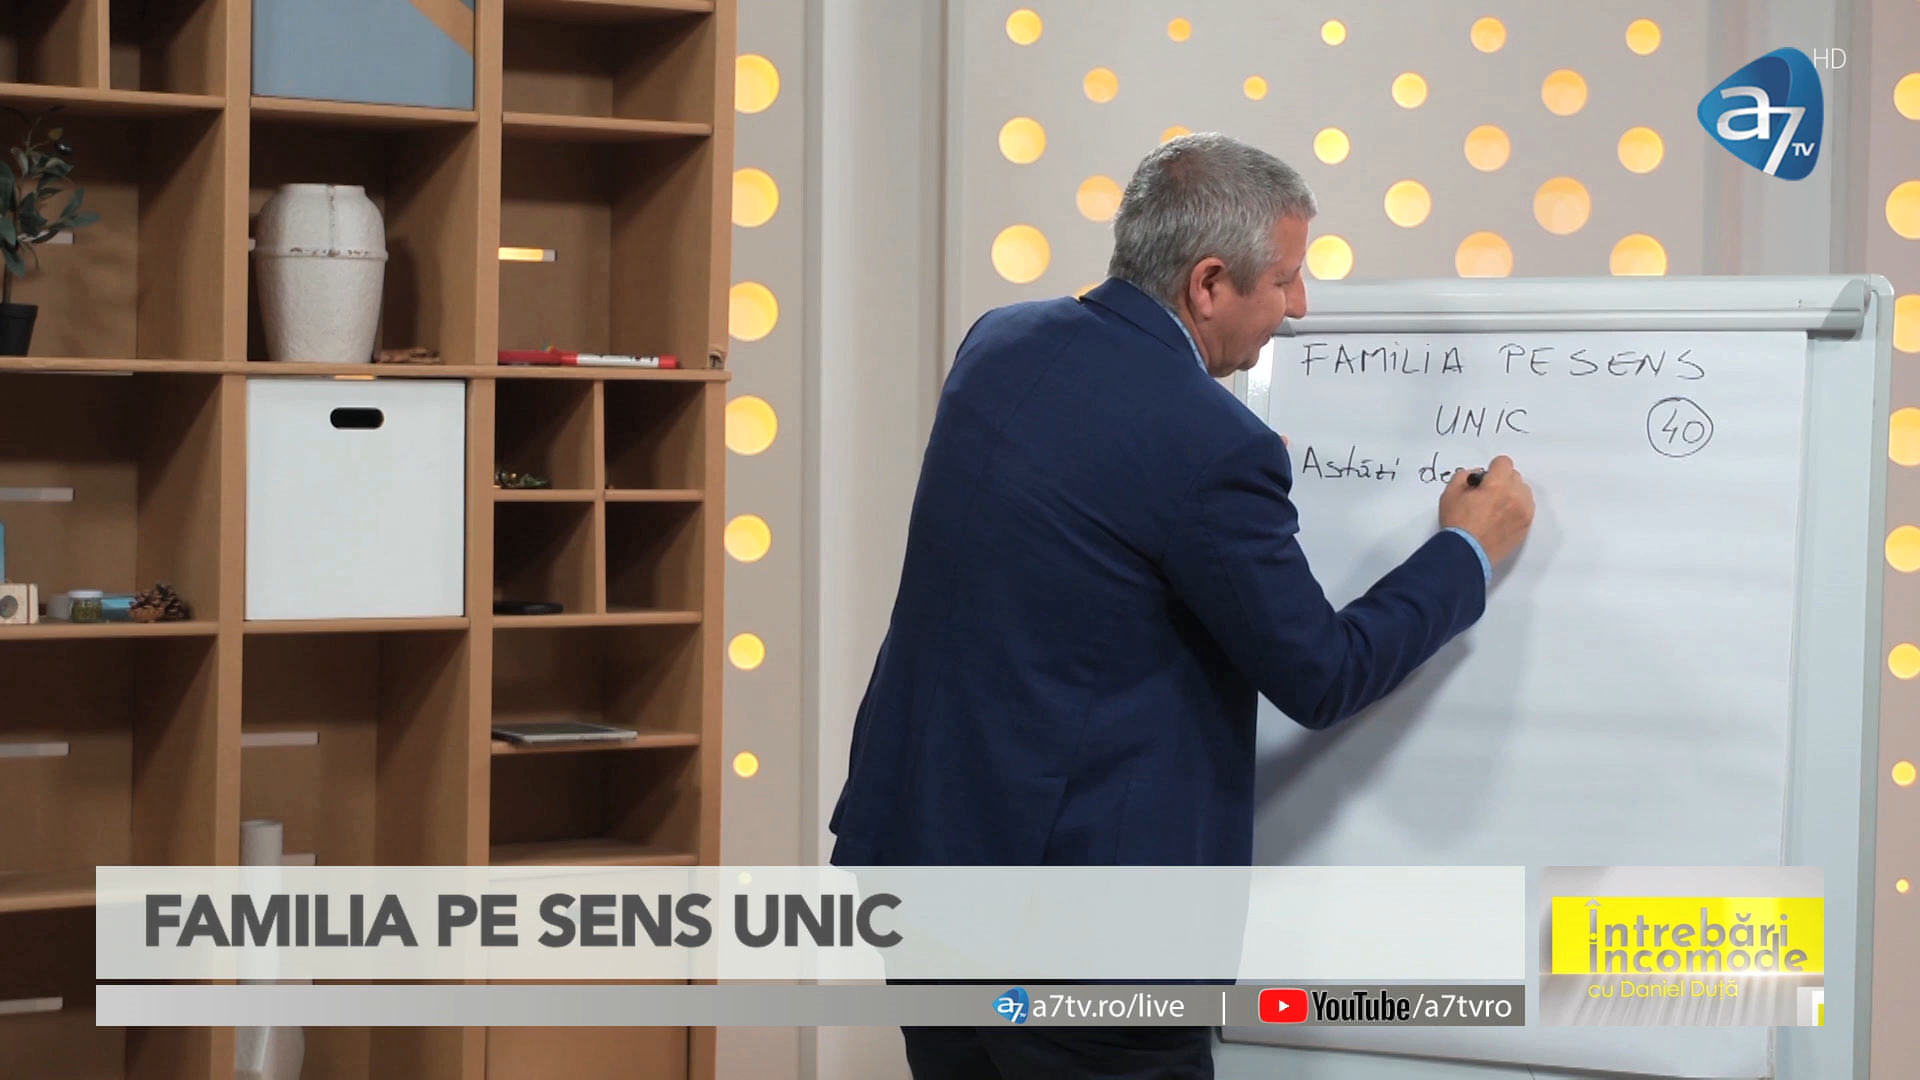 HD
a7 TV
FAMILIA PE SENS
UNIC
40
Astăzi
FAMILIA PE SENS UNIC
Întrebări
Incomode
cu Daniel Duță
a7tv.ro/live | YouTube/a7tvro